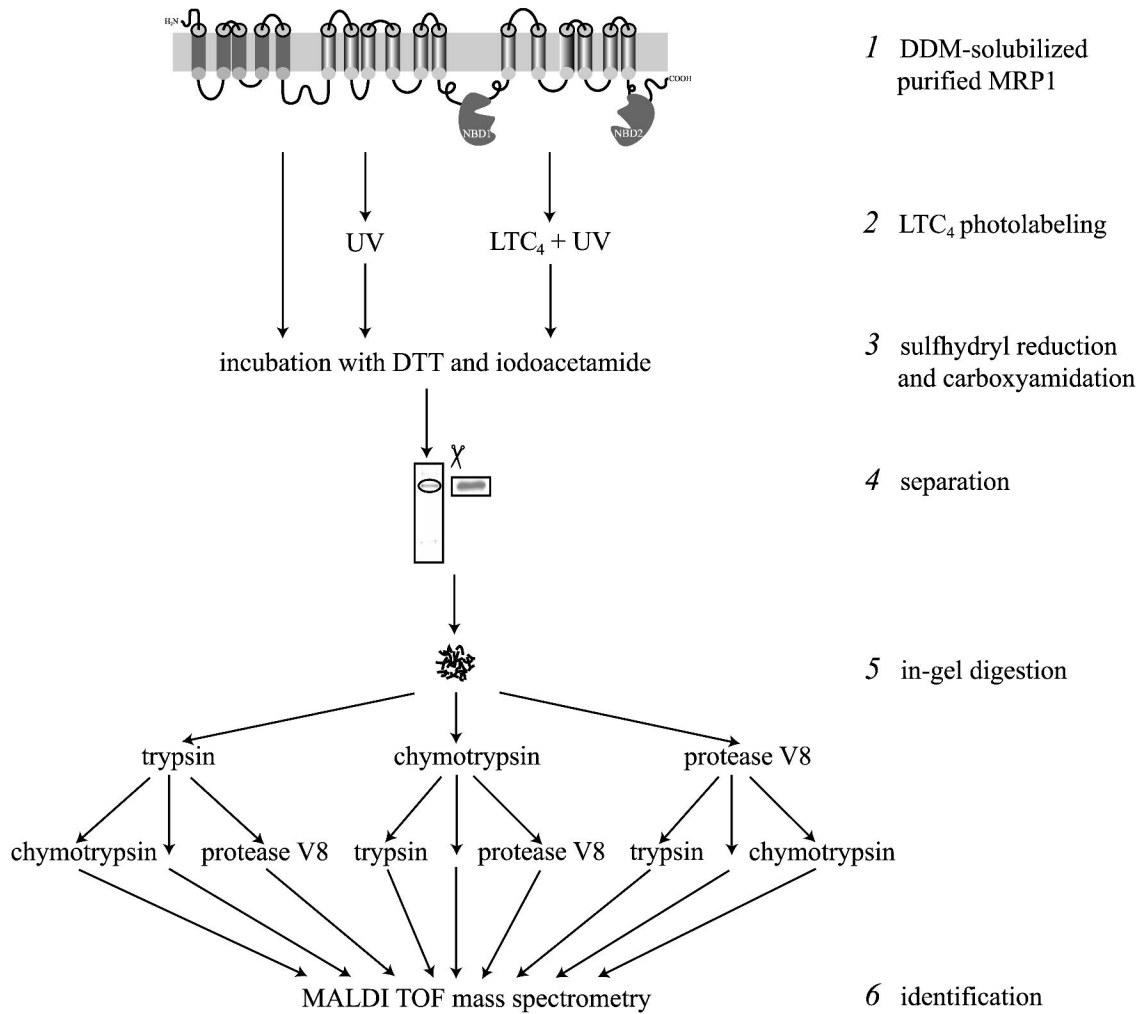 H₂N
COOH
NBD1
NBD2
1 DDM-solubilized
purified MRP1
UV
LTC₄ + UV
2 LTC₄ photolabeling
incubation with DTT and iodoacetamide
3 sulfhydryl reduction
and carboxyamidation
4 separation
5 in-gel digestion
trypsin
chymotrypsin
protease V8
chymotrypsin
protease V8
trypsin
protease V8
trypsin
chymotrypsin
MALDI TOF mass spectrometry
6 identification